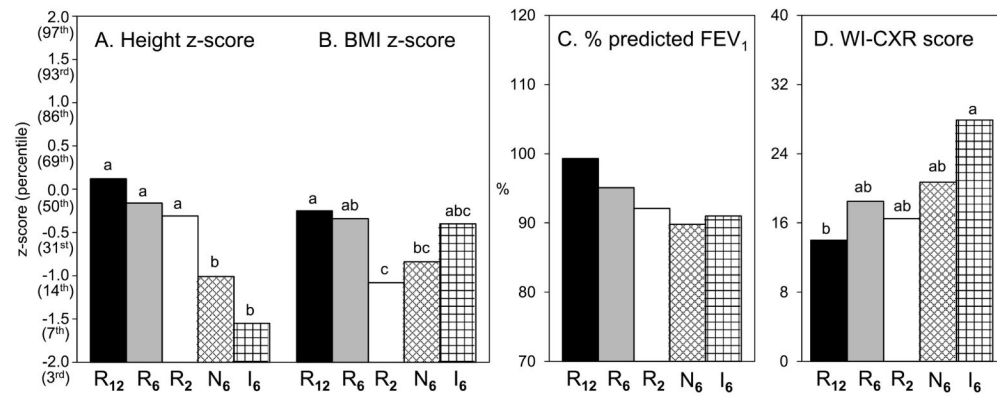 A. Height z-score
B. BMI z-score
C. % predicted FEV₁
D. WI-CXR score
z-score (percentile)
2.0
(97ᵗʰ)
1.5
(93ʳᵈ)
1.0
(86ᵗʰ)
0.5
(69ᵗʰ)
0.0
(50ᵗʰ)
-0.5
(31ˢᵗ)
-1.0
(14ᵗʰ)
-1.5
(7ᵗʰ)
-2.0
(3ʳᵈ)
a
a
a
b
b
a
ab
c
bc
abc
R₁₂ R₆ R₂ N₆ I₆
R₁₂ R₆ R₂ N₆ I₆
120
110
100
%
90
80
70
R₁₂ R₆ R₂ N₆ I₆
40
32
24
16
8
0
b
ab
ab
ab
a
R₁₂ R₆ R₂ N₆ I₆